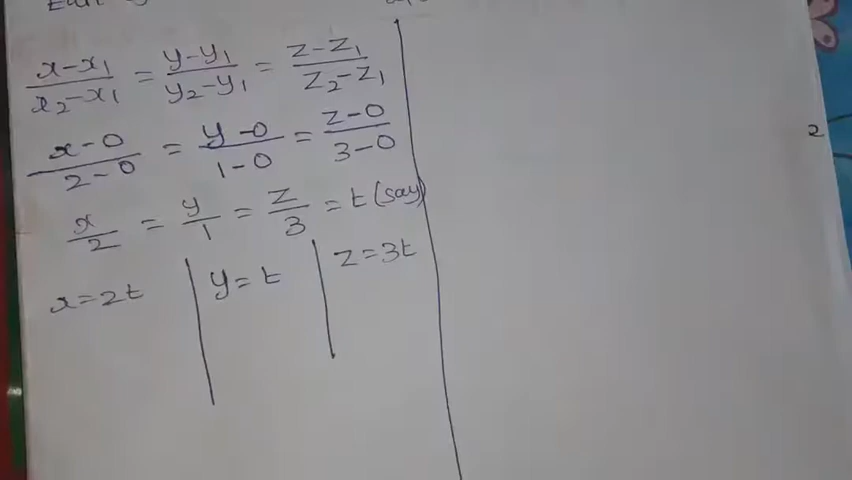 x-x₁/x₂-x₁ = y-y₁/y₂-y₁ = z-z₁/z₂-z₁
x-0/2-0 = y-0/1-0 = z-0/3-0
x/2 = y/1 = z/3 = t (say)
x=2t | y=t | z=3t
2